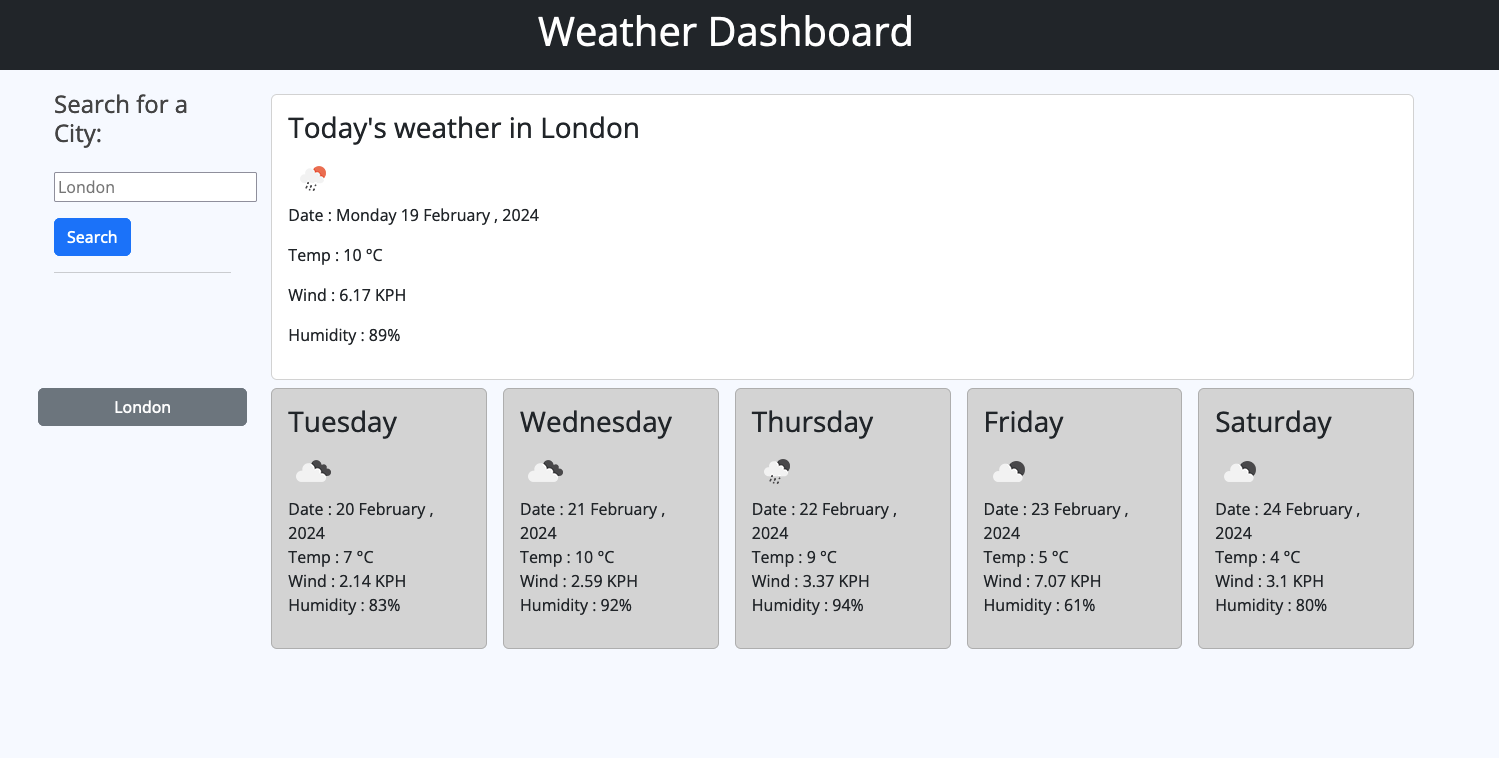 Weather Dashboard
Search for a
City:
London
Search
London
Today's weather in London
Date : Monday 19 February , 2024
Temp : 10 °C
Wind : 6.17 KPH
Humidity : 89%
Tuesday
Date : 20 February ,
2024
Temp : 7 °C
Wind : 2.14 KPH
Humidity : 83%
Wednesday
Date : 21 February ,
2024
Temp : 10 °C
Wind : 2.59 KPH
Humidity : 92%
Thursday
Date : 22 February ,
2024
Temp : 9 °C
Wind : 3.37 KPH
Humidity : 94%
Friday
Date : 23 February ,
2024
Temp : 5 °C
Wind : 7.07 KPH
Humidity : 61%
Saturday
Date : 24 February ,
2024
Temp : 4 °C
Wind : 3.1 KPH
Humidity : 80%